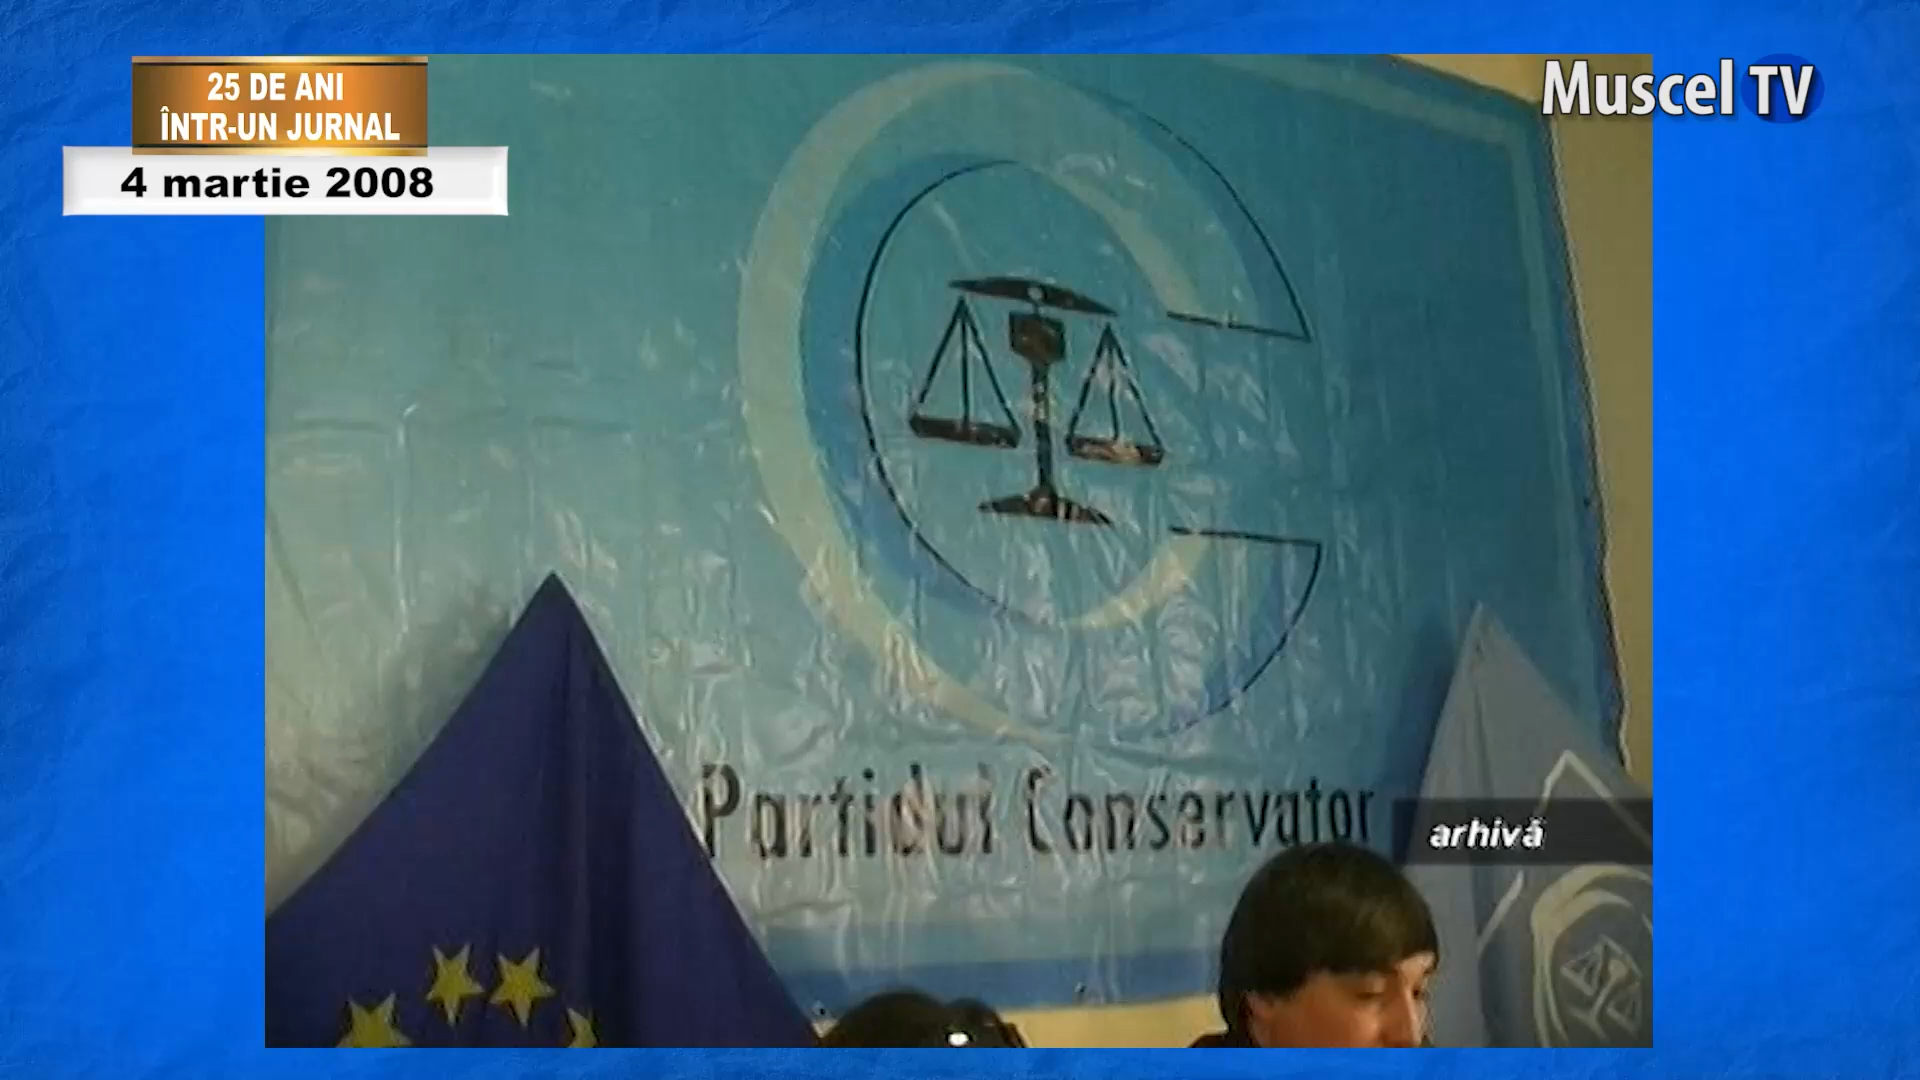 25 DE ANI
ÎNTR-UN JURNAL
4 martie 2008
Muscel TV
Partidul Conservator
arhivă